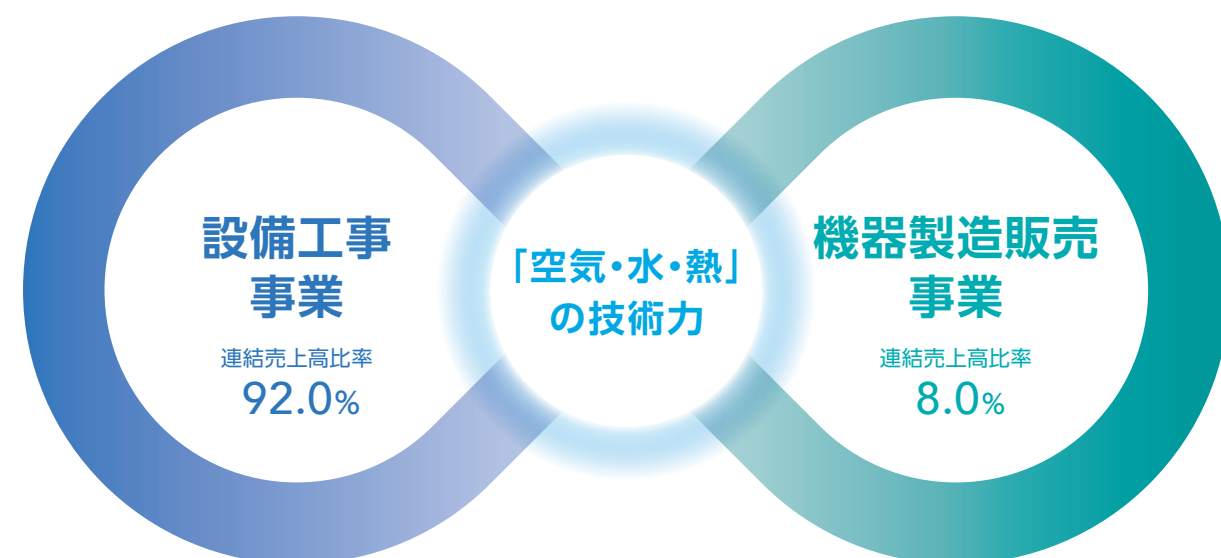 設備工事
事業
連結売上高比率
92.0%
「空気・水・熱」
の技術力
機器製造販売
事業
連結売上高比率
8.0%